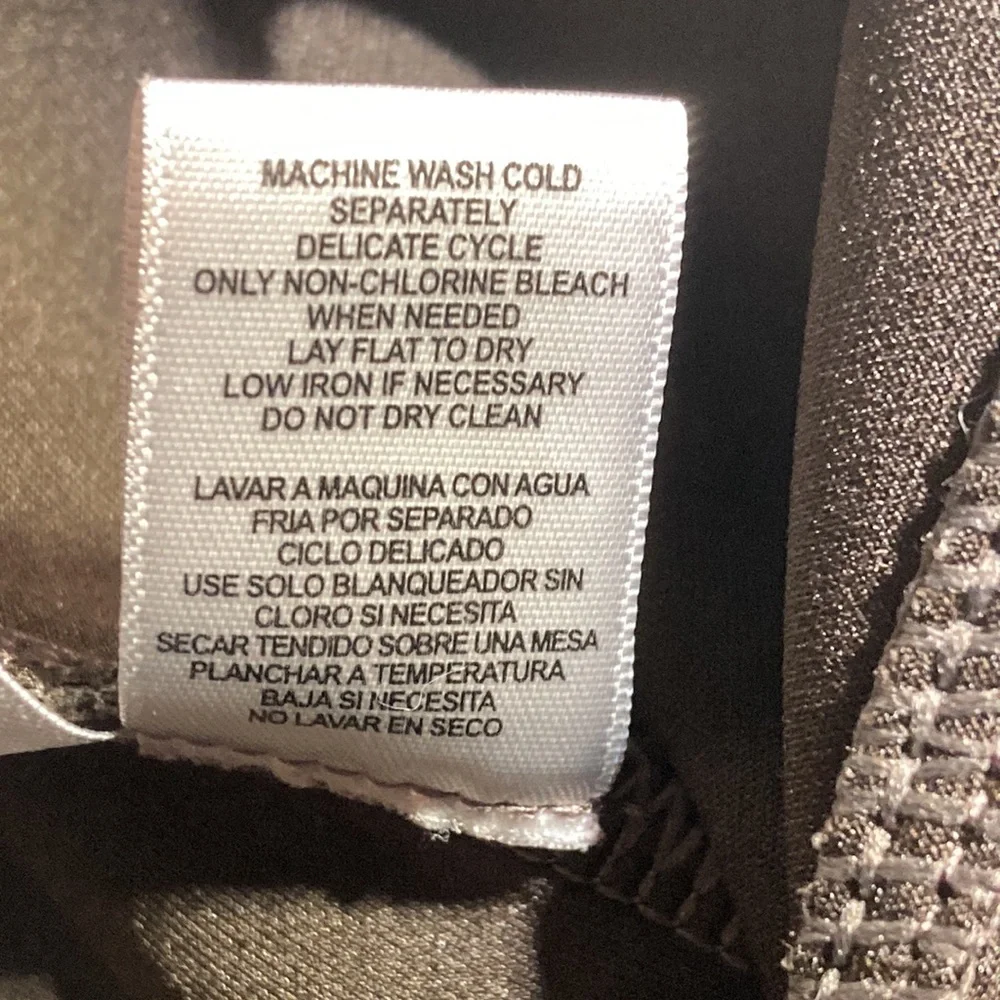 MACHINE WASH COLD
SEPARATELY
DELICATE CYCLE
ONLY NON-CHLORINE BLEACH
WHEN NEEDED
LAY FLAT TO DRY
LOW IRON IF NECESSARY
DO NOT DRY CLEAN
LAVAR A MAQUINA CON AGUA
FRIA POR SEPARADO
CICLO DELICADO
USE SOLO BLANQUEADOR SIN
CLORO SI NECESITA
SECAR TENDIDO SOBRE UNA MESA
PLANCHAR A TEMPERATURA
BAJA SI NECESITA
NO LAVAR EN SECO